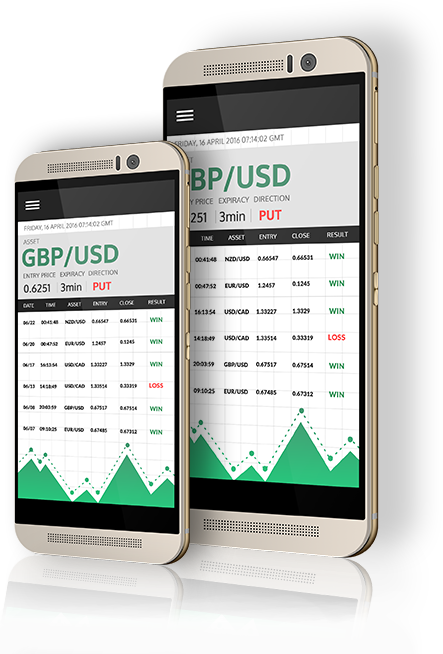 FRIDAY, 16 APRIL 2016 07:14:02 GMT
ASSET
GBP/USD
ENTRY PRICE EXPIRACY DIRECTION
0.6251 3min PUT
DATE TIME ASSET ENTRY CLOSE RESULT
06/22 00:41:48 NZD/USD 0.66547 0.66531 WIN
06/20 00:47:52 EUR/USD 1.2457 0.1245 WIN
06/17 16:13:54 USD/CAD 1.33227 1.3329 WIN
06/13 14:18:49 USD/CAD 1.33514 0.33319 LOSS
06/08 20:03:59 GBP/USD 0.67517 0.67514 WIN
06/07 09:10:25 EUR/USD 0.67485 0.67312 WIN
FRIDAY, 16 APRIL 2016 07:14:02 GMT
BP/USD
Y PRICE EXPIRACY DIRECTION
251 3min PUT
TIME ASSET ENTRY CLOSE RESULT
00:41:48 NZD/USD 0.66547 0.66531 WIN
00:47:52 EUR/USD 1.2457 0.1245 WIN
16:13:54 USD/CAD 1.33227 1.3329 WIN
14:18:49 USD/CAD 1.33514 0.33319 LOSS
20:03:59 GBP/USD 0.67517 0.67514 WIN
09:10:25 EUR/USD 0.67485 0.67312 WIN